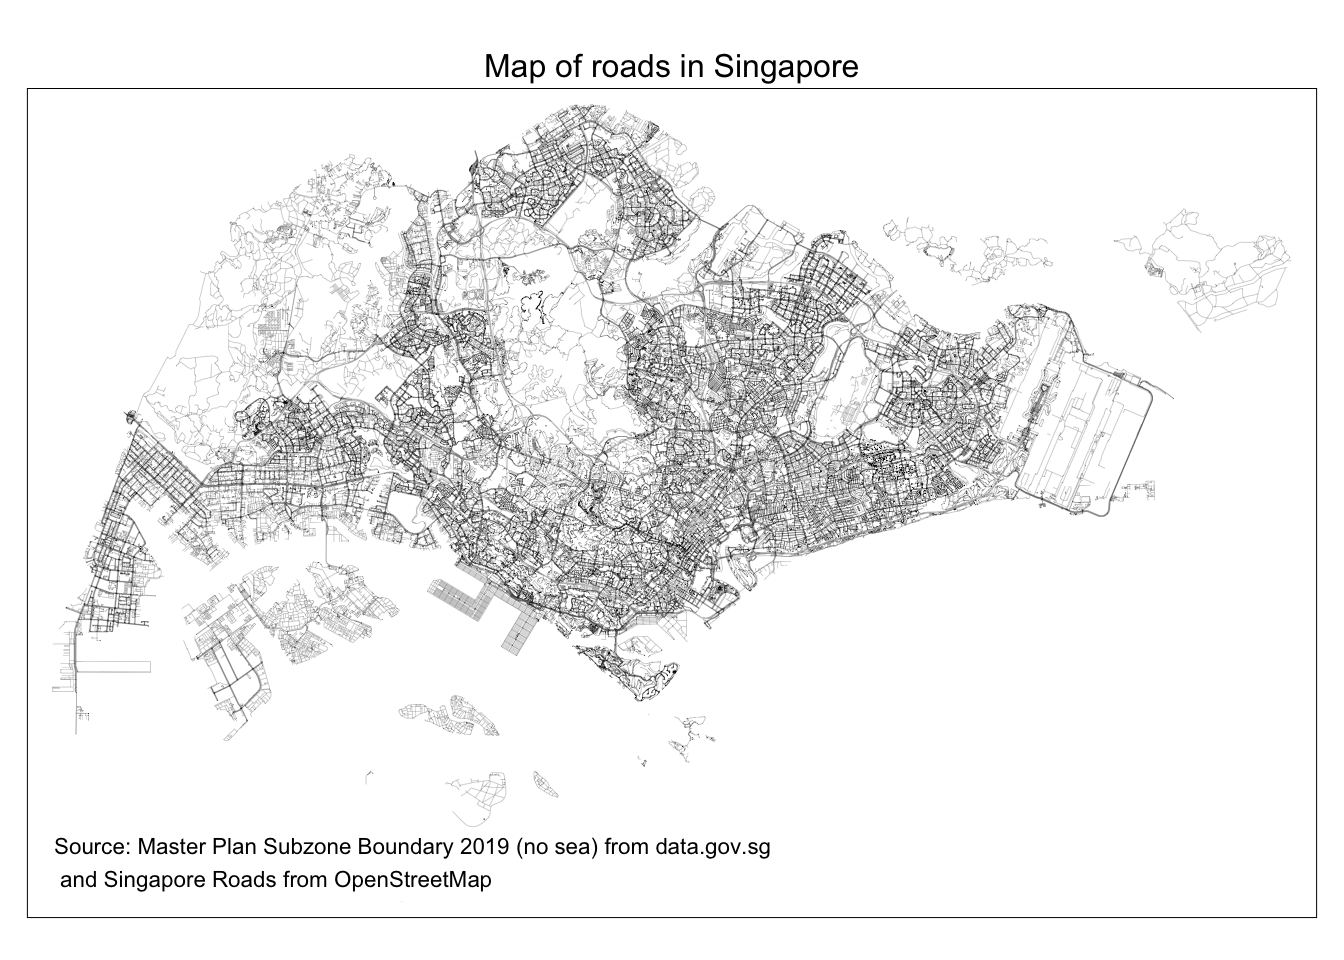 Map of roads in Singapore
Source: Master Plan Subzone Boundary 2019 (no sea) from data.gov.sg
and Singapore Roads from OpenStreetMap